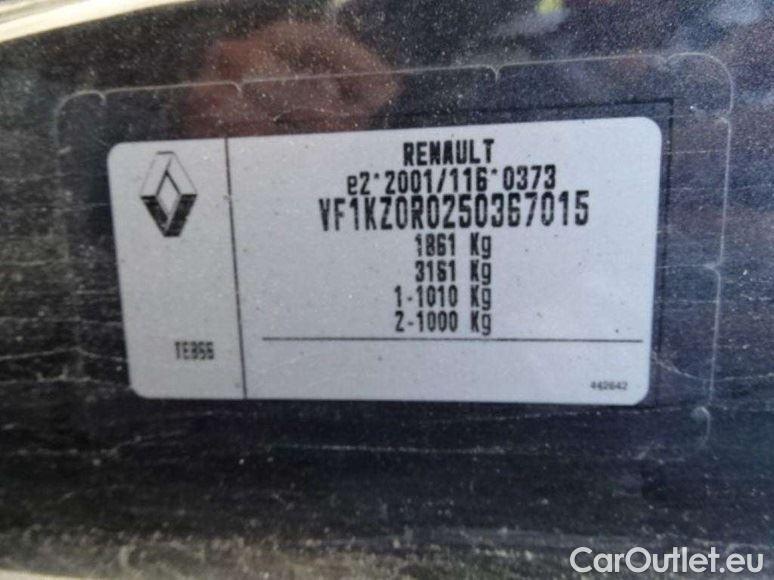 RENAULT
e2*2001/116*0373
VF1KZ0R0250367015
1861 Kg
3161 Kg
1-1010 Kg
2-1000 Kg
442642
CarOutlet.eu